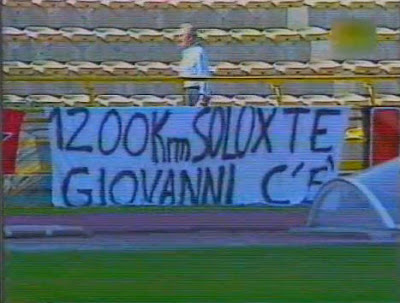 1200Km SOLO X TE
GIOVANNI C'È